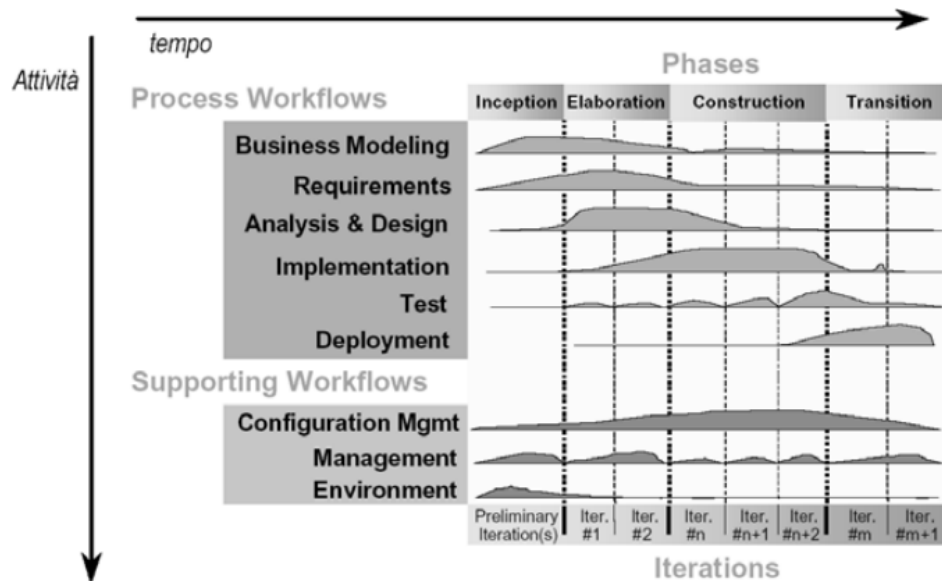 tempo
Attività
Phases
Process Workflows
Inception Elaboration Construction Transition
Business Modeling
Requirements
Analysis & Design
Implementation
Test
Deployment
Supporting Workflows
Configuration Mgmt
Management
Environment
Preliminary Iter. Iter. Iter. Iter. Iter. Iter. Iter.
Iteration(s) #1 #2 #n #n+1 #n+2 #m #m+1
Iterations